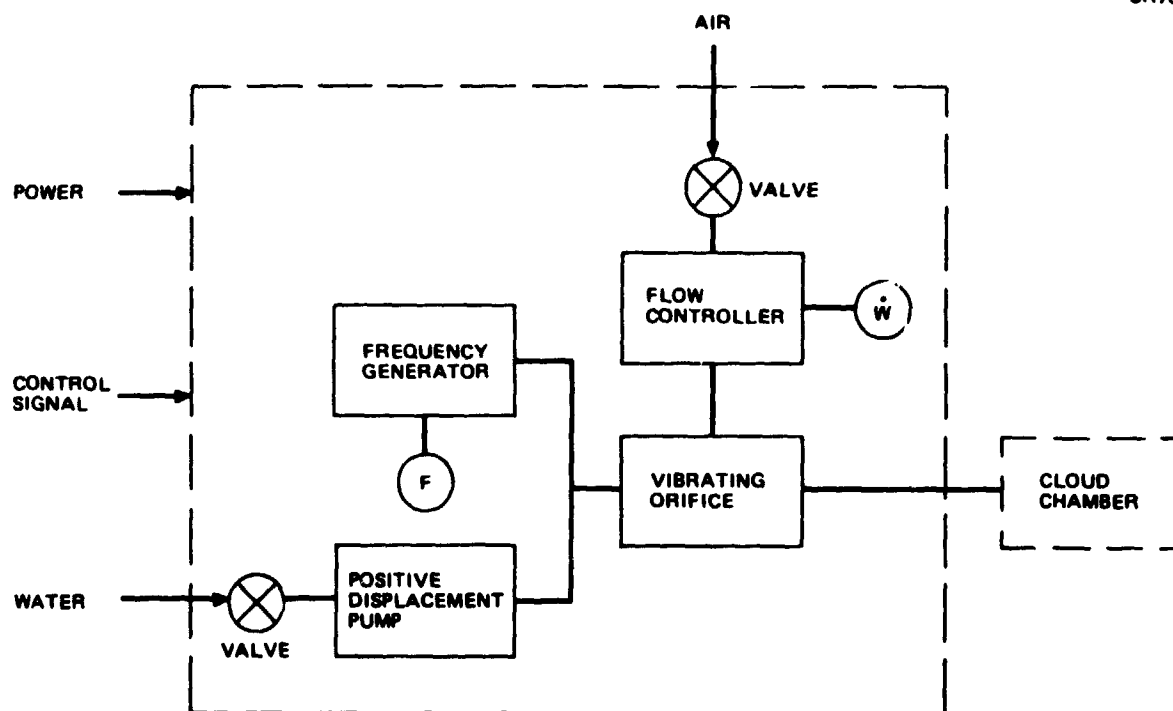 AIR
POWER
VALVE
FLOW
CONTROLLER
Ẇ
FREQUENCY
GENERATOR
CONTROL
SIGNAL
F
VIBRATING
ORIFICE
CLOUD
CHAMBER
WATER
VALVE
POSITIVE
DISPLACEMENT
PUMP